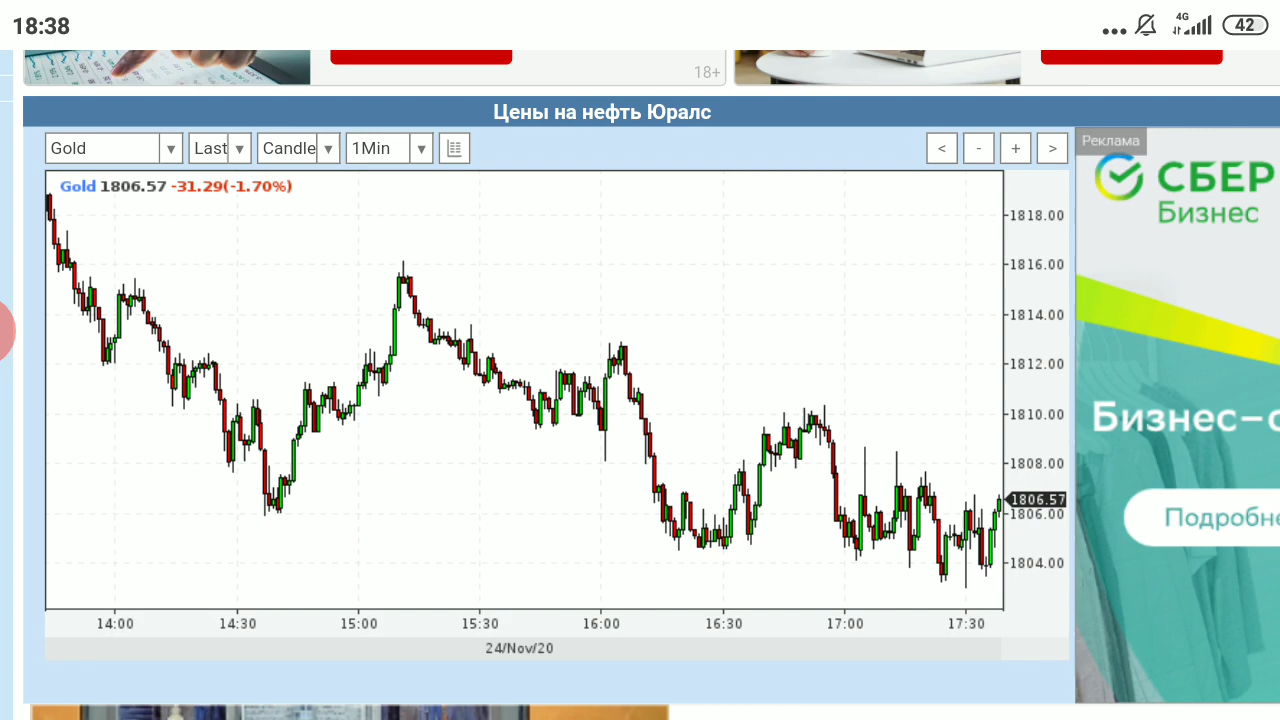 18:38
4G
42
18+
Цены на нефть Юралс
Gold
Last
Candle
1Min
<
-
+
>
Реклама
СБЕР
Бизнес
Gold 1806.57 -31.29(-1.70%)
1818.00
1816.00
1814.00
1812.00
1810.00
1808.00
1806.57
1806.00
1804.00
Бизнес-с
Подробне
14:00
14:30
15:00
15:30
16:00
16:30
17:00
17:30
24/Nov/20